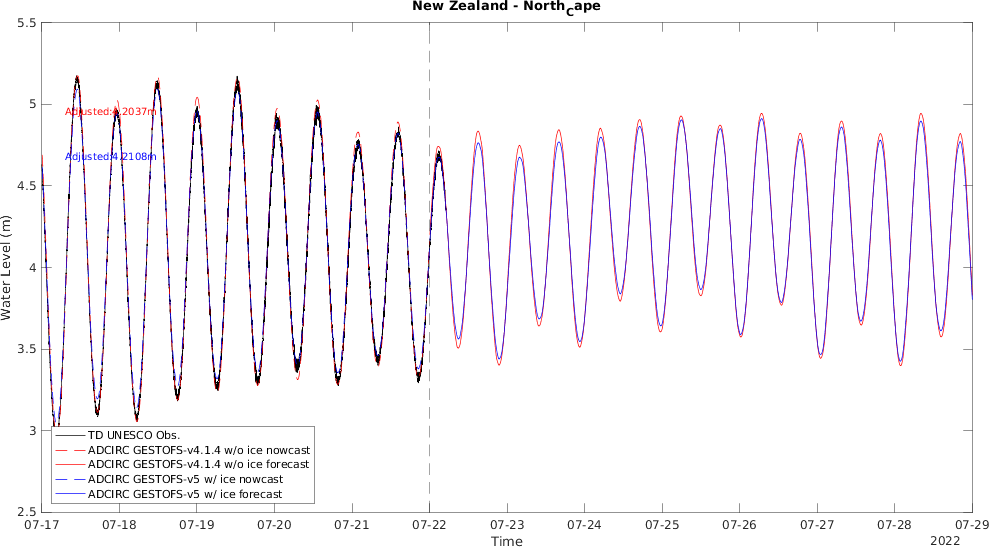 New Zealand - NorthCape
5.5
5
4.5
4
3.5
3
2.5
Water Level (m)
Adjusted:4.2037m
Adjusted:4.2108m
TD UNESCO Obs.
ADCIRC GESTOFS-v4.1.4 w/o ice nowcast
ADCIRC GESTOFS-v4.1.4 w/o ice forecast
ADCIRC GESTOFS-v5 w/ ice nowcast
ADCIRC GESTOFS-v5 w/ ice forecast
07-17 07-18 07-19 07-20 07-21 07-22 07-23 07-24 07-25 07-26 07-27 07-28 07-29
Time
2022